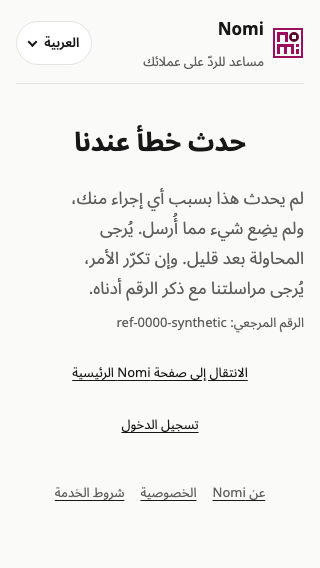 Nomi
مساعد للردّ على عملائك
العربية
حدث خطأ عندنا
لم يحدث هذا بسبب أي إجراء منك،
ولم يضِع شيء مما أُرسل. يُرجى
المحاولة بعد قليل. وإن تكرّر الأمر،
يُرجى مراسلتنا مع ذكر الرقم أدناه.
الرقم المرجعي: ref-0000-synthetic
الانتقال إلى صفحة Nomi الرئيسية
تسجيل الدخول
عن Nomi
الخصوصية
شروط الخدمة